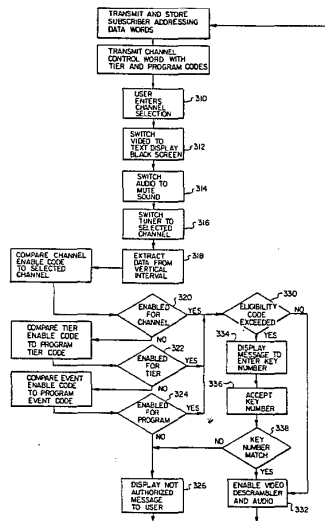 TRANSMIT AND STORE
SUBSCRIBER ADDRESSING
DATA WORDS
TRANSMIT CHANNEL
CONTROL WORD WITH
TIER AND PROGRAM CODES
310
USER
ENTERS
CHANNEL
SELECTION
312
SWITCH
VIDEO TO
TEXT DISPLAY
BLACK SCREEN
314
SWITCH
AUDIO TO
MUTE
SOUND
316
SWITCH
TUNER TO
SELECTED
CHANNEL
318
EXTRACT
DATA FROM
VERTICAL
INTERVAL
COMPARE CHANNEL
ENABLE CODE
TO SELECTED
CHANNEL
320
ENABLED
FOR
CHANNEL
YES
NO
330
ELIGIBILITY
CODE
EXCEEDED
NO
YES
COMPARE TIER
ENABLE CODE
TO PROGRAM
TIER CODE
322
ENABLED
FOR
TIER
YES
NO
334
DISPLAY
MESSAGE TO
ENTER KEY
NUMBER
COMPARE EVENT
ENABLE CODE
TO PROGRAM
EVENT CODE
324
ENABLED
FOR
PROGRAM
YES
NO
336
ACCEPT
KEY
NUMBER
338
KEY
NUMBER
MATCH
NO
YES
326
DISPLAY NOT
AUTHORIZED
MESSAGE
TO USER
ENABLE VIDEO
DESCRAMBLER
AND AUDIO
332